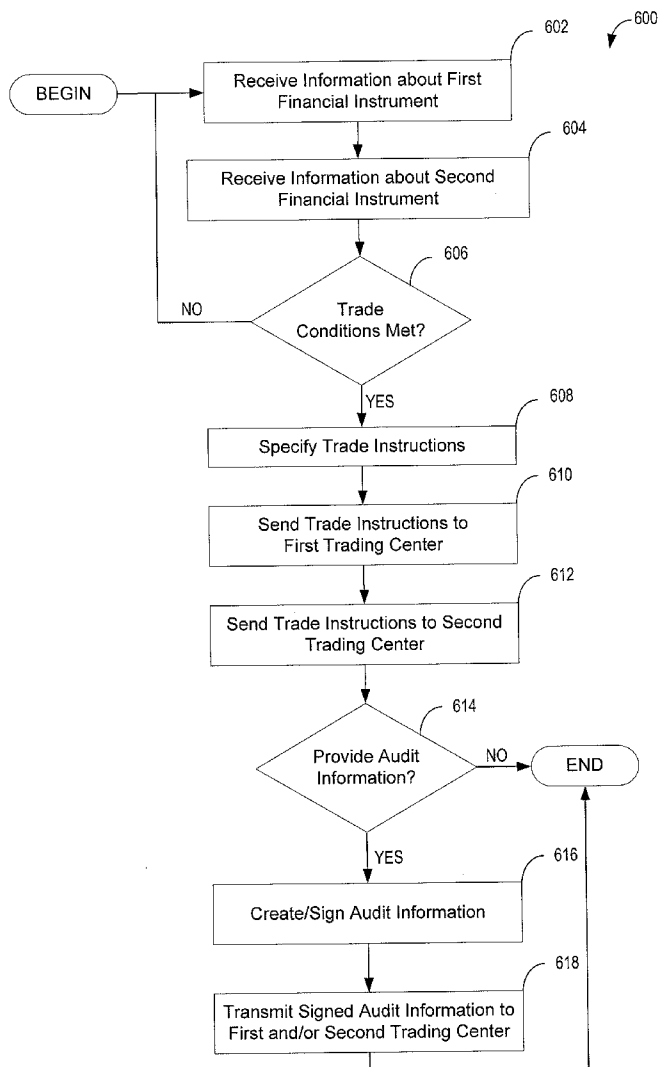 600
602
BEGIN
Receive Information about First
Financial Instrument
604
Receive Information about Second
Financial Instrument
606
Trade
Conditions Met?
NO
YES
608
Specify Trade Instructions
610
Send Trade Instructions to
First Trading Center
612
Send Trade Instructions to Second
Trading Center
614
Provide Audit
Information?
NO
END
YES
616
Create/Sign Audit Information
618
Transmit Signed Audit Information to
First and/or Second Trading Center